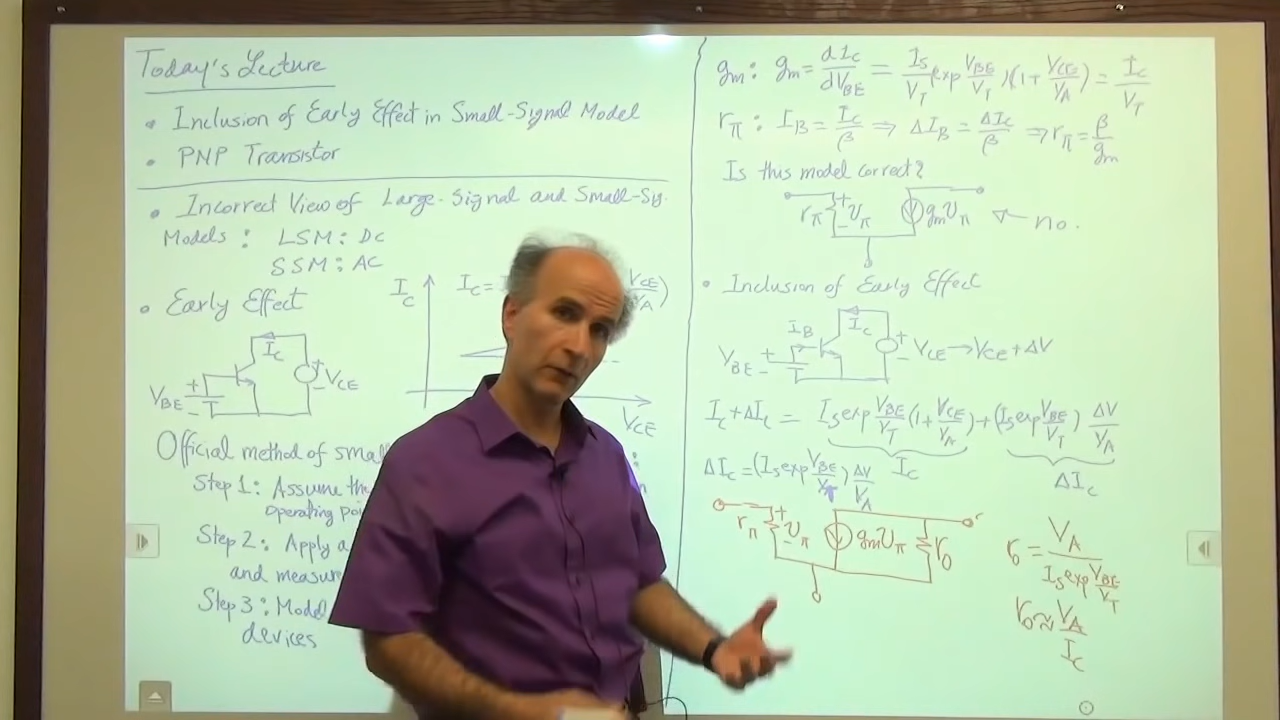 Today's Lecture
• Inclusion of Early Effect in Small-Signal Model
• PNP Transistor
• Incorrect View of Large-Signal and Small-Sig.
Models: LSM: DC
SSM: AC
• Early Effect
I_C
I_C =
V_CE
V_A )
I_C
V_BE
+
-
+
-
V_CE
V_CE
Official method of small
:
Step 1: Assume the
operating poi
Step 2: Apply a
and measur
Step 3: Model
devices
g_m: g_m = dI_C/dV_BE = I_S/V_T (exp V_BE/V_T)(1 + V_CE/V_A) = I_C/V_T
r_π: I_B = I_C/β ⇒ ΔI_B = ΔI_C/β ⇒ r_π = β/g_m
Is this model correct?
r_π + v_π - g_m v_π ← no.
• Inclusion of Early Effect
I_B I_C
V_BE + - + - V_CE → V_CE + ΔV
I_C + ΔI_C = I_S exp V_BE/V_T (1 + V_CE/V_A) + (I_S exp V_BE/V_T) ΔV/V_A
I_C ΔI_C
ΔI_C = (I_S exp V_BE/V_T) ΔV/V_A
r_π + v_π - g_m v_π r_o
r_o = V_A / I_S exp V_BE/V_T
r_o ≈ V_A/I_C